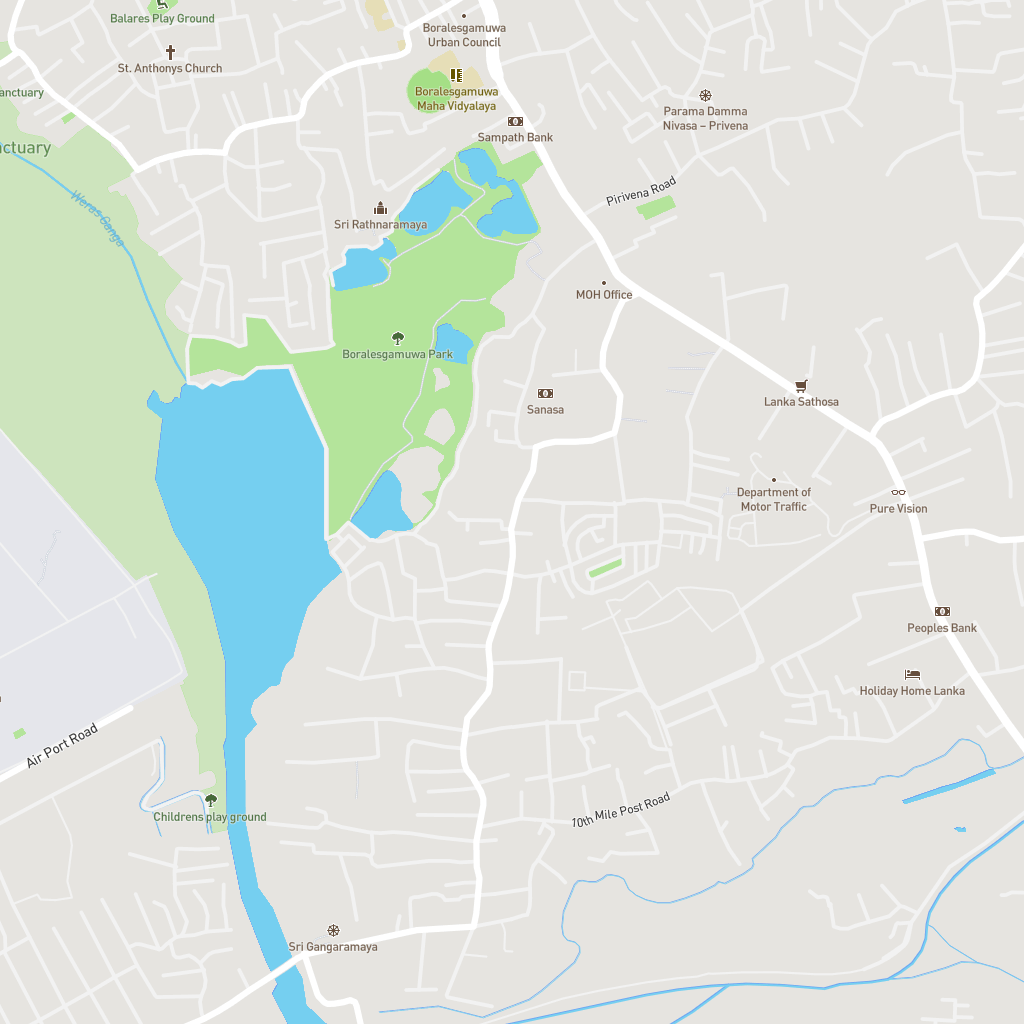 Balares Play Ground
Boralesgamuwa
Urban Council
St. Anthonys Church
Boralesgamuwa
Maha Vidyalaya
Parama Damma
Nivasa – Privena
Sampath Bank
Weras Ganga
Pirivena Road
Sri Rathnaramaya
MOH Office
Boralesgamuwa Park
Lanka Sathosa
Sanasa
Department of
Motor Traffic
Pure Vision
Peoples Bank
Holiday Home Lanka
Air Port Road
10th Mile Post Road
Childrens play ground
Sri Gangaramaya